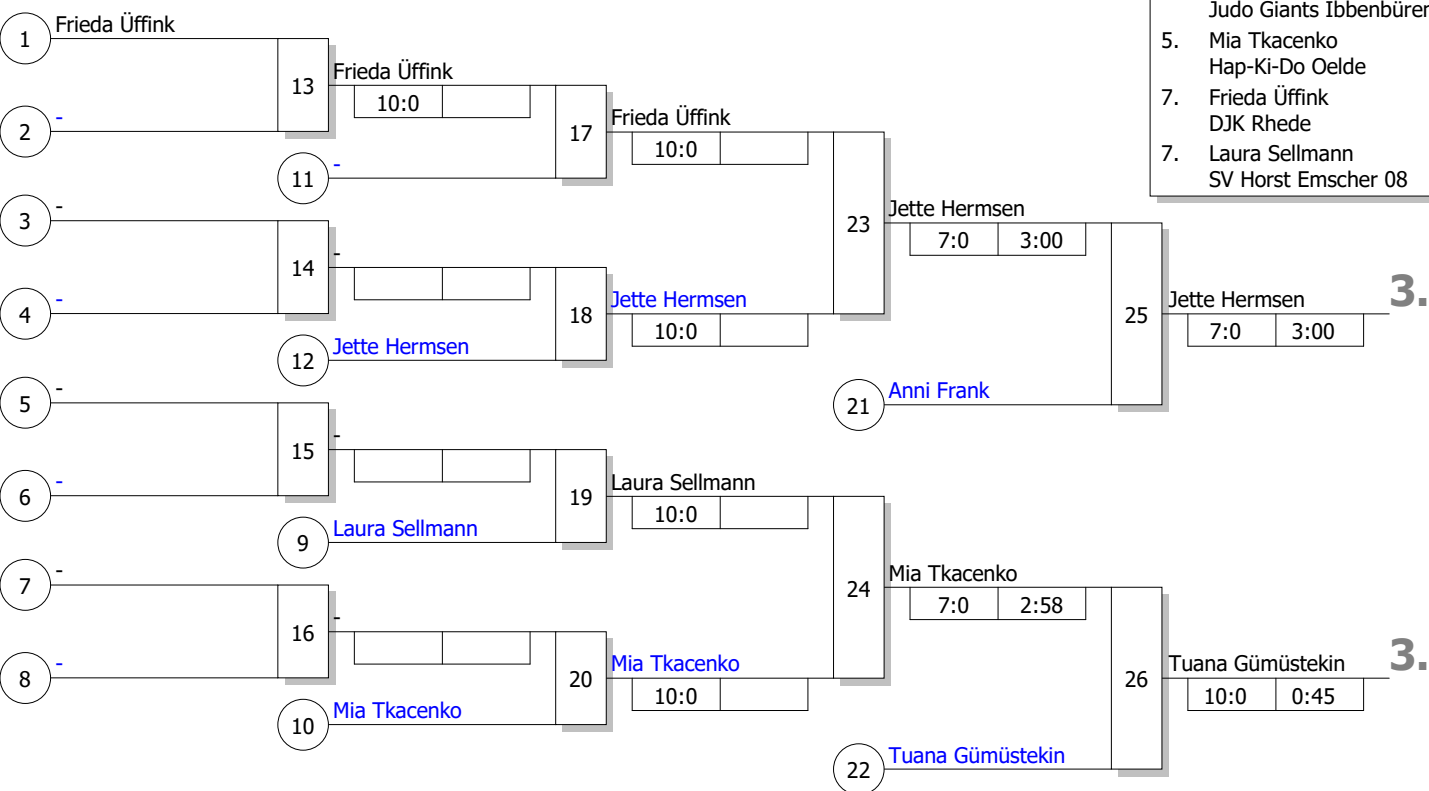 Judo Giants Ibbenbüren
5. Mia Tkacenko
Hap-Ki-Do Oelde
7. Frieda Üffink
DJK Rhede
7. Laura Sellmann
SV Horst Emscher 08
1 Frieda Üffink
13 Frieda Üffink
10:0
2 -
17 Frieda Üffink
10:0
11 -
3 -
23 Jette Hermsen
7:0 3:00
14 -
4 -
18 Jette Hermsen
10:0
25 Jette Hermsen 3.
7:0 3:00
12 Jette Hermsen
5 -
21 Anni Frank
15 -
6 -
19 Laura Sellmann
10:0
9 Laura Sellmann
7 -
24 Mia Tkacenko
7:0 2:58
16 -
8 -
20 Mia Tkacenko
10:0
26 Tuana Gümüstekin 3.
10:0 0:45
10 Mia Tkacenko
22 Tuana Gümüstekin